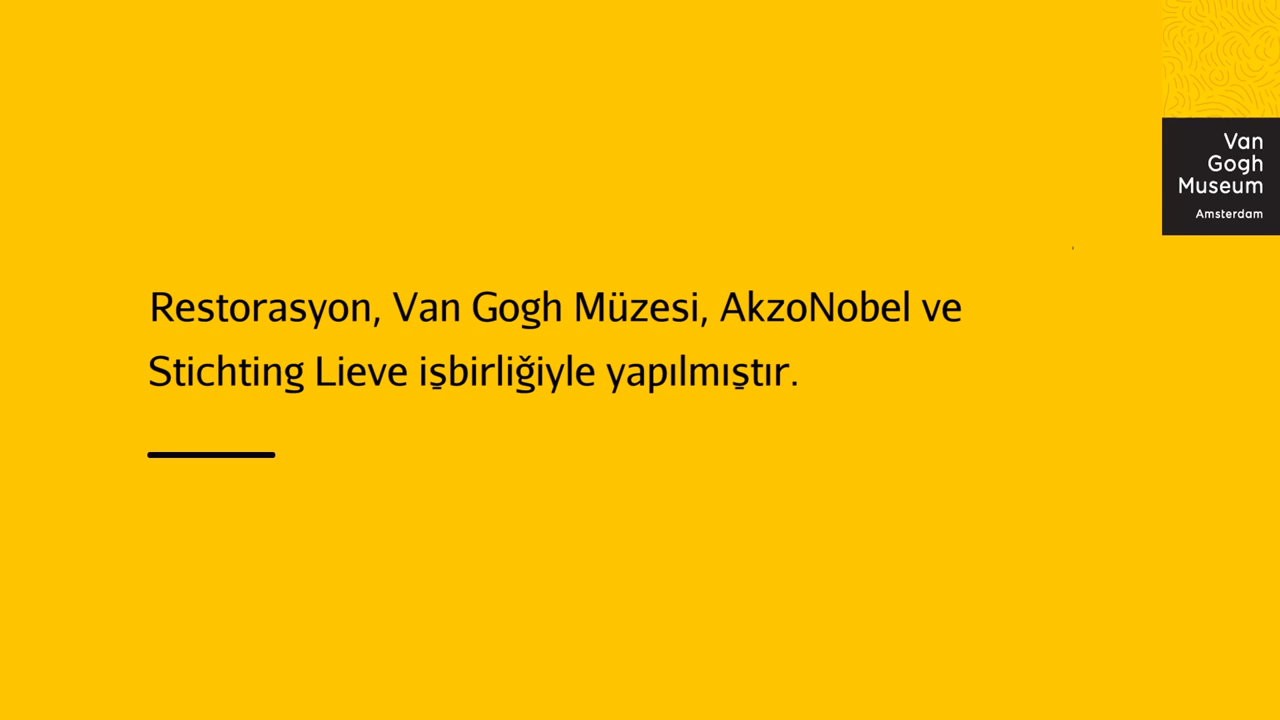 Van
Gogh
Museum
Amsterdam
Restorasyon, Van Gogh Müzesi, AkzoNobel ve
Stichting Lieve işbirliğiyle yapılmıştır.